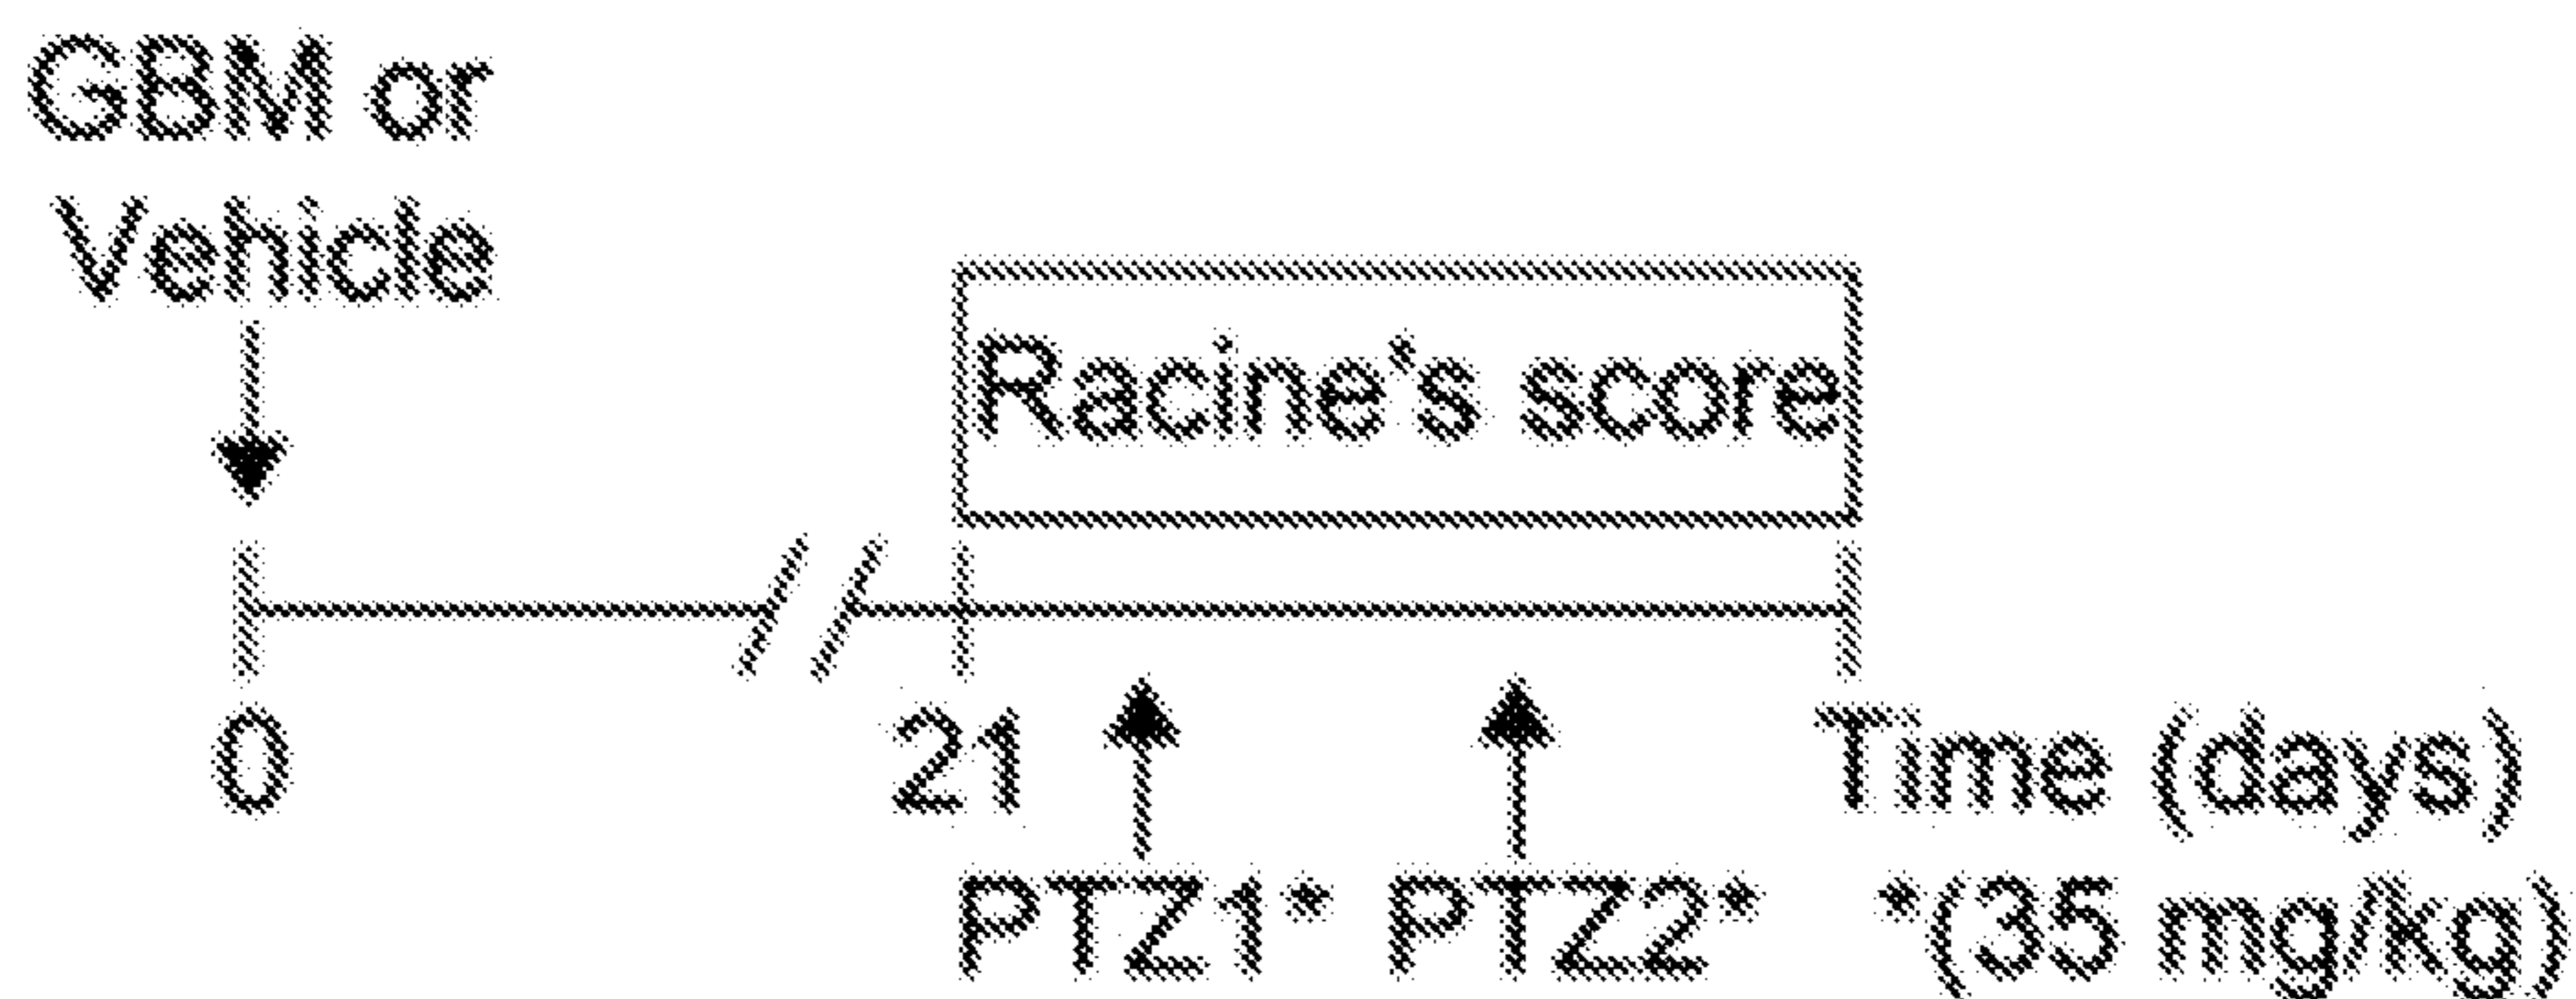 GBM or
Vehicle
Racine's score
0 21 Time (days)
PTZ1* PTZ2* *(35 mg/kg)